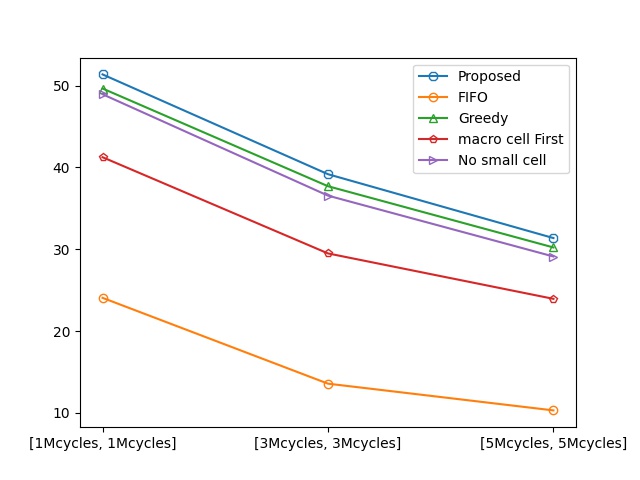 50
40
30
20
10
Proposed
FIFO
Greedy
macro cell First
No small cell
[1Mcycles, 1Mcycles] [3Mcycles, 3Mcycles] [5Mcycles, 5Mcycles]